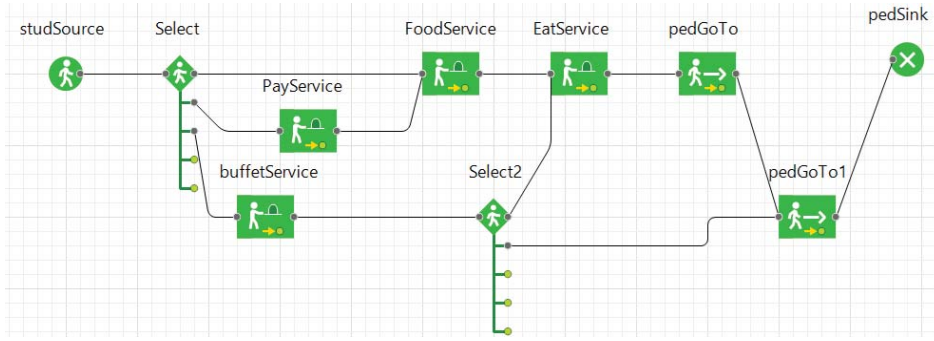 studSource
Select
FoodService
EatService
pedGoTo
pedSink
PayService
buffetService
Select2
pedGoTo1